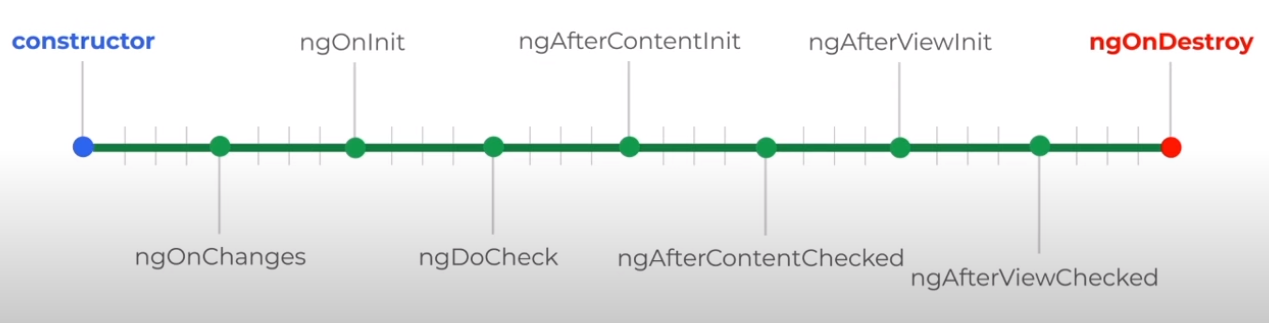 constructor
ngOnInit
ngAfterContentInit
ngAfterViewInit
ngOnDestroy
ngOnChanges
ngDoCheck
ngAfterContentChecked
ngAfterViewChecked